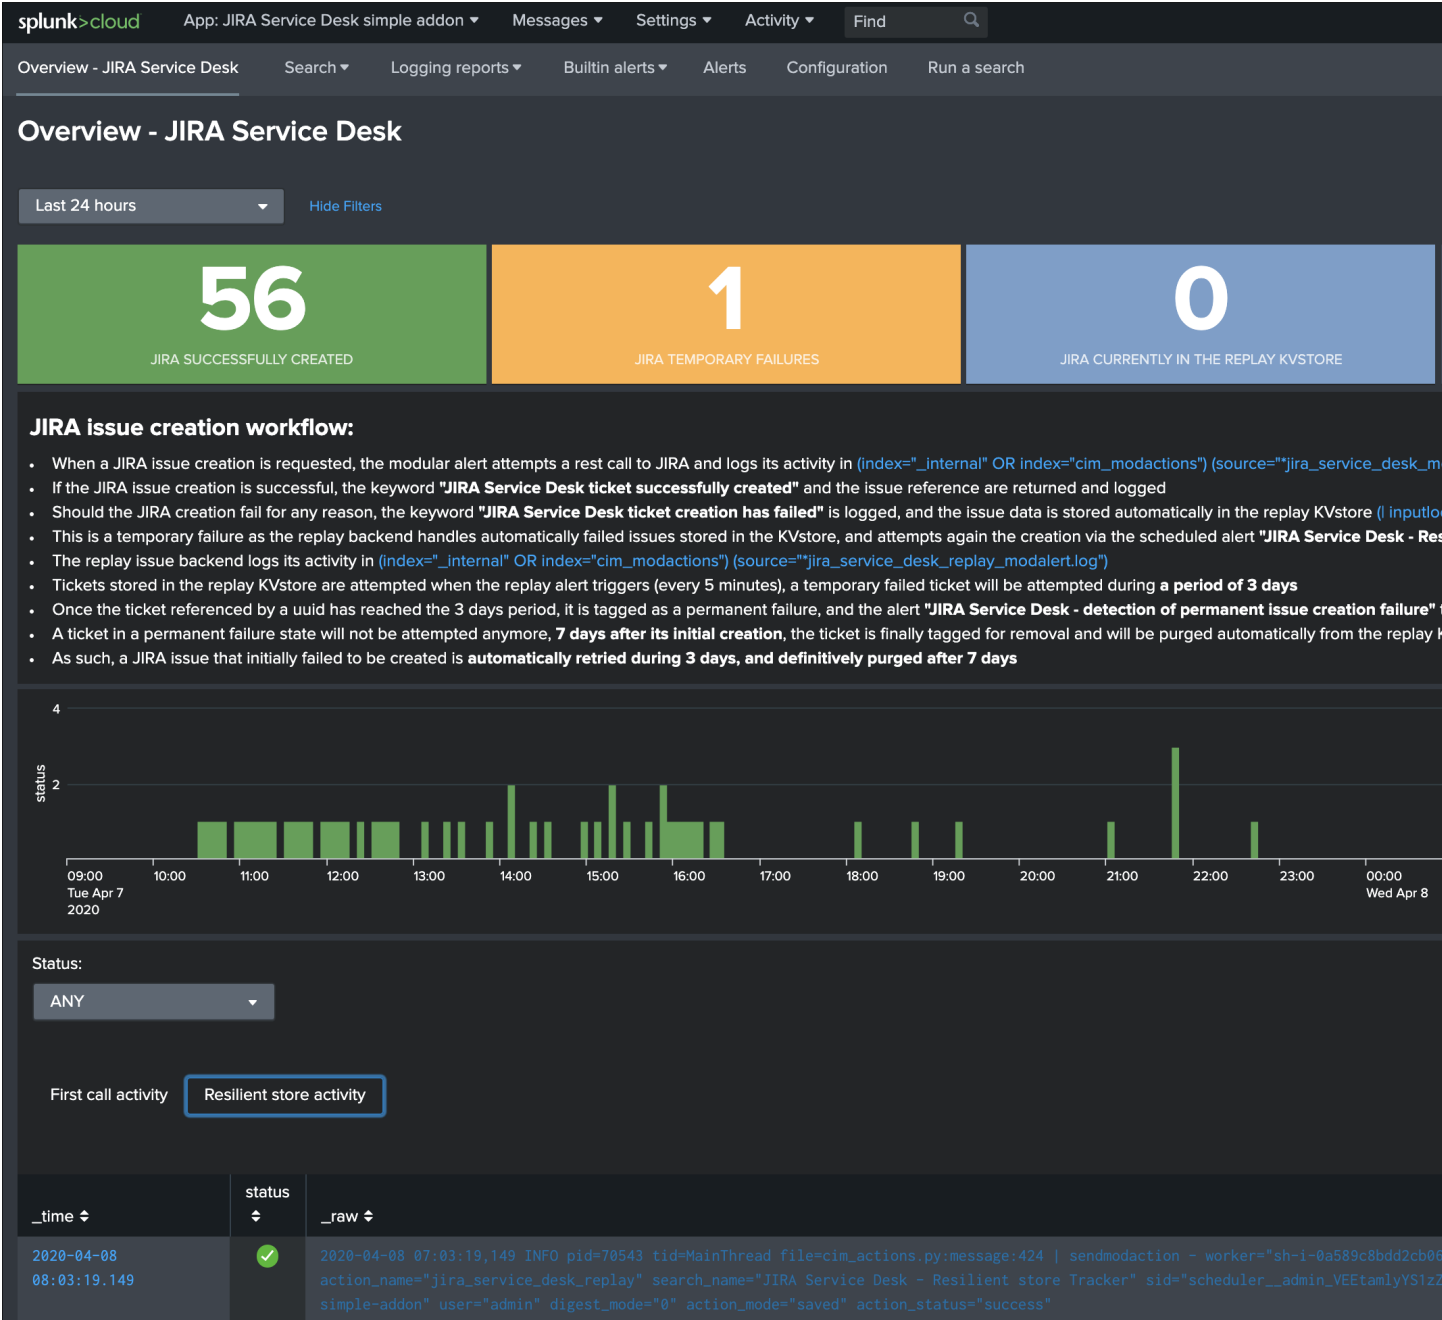 splunk>cloud App: JIRA Service Desk simple addon Messages Settings Activity Find
Overview - JIRA Service Desk Search Logging reports Builtin alerts Alerts Configuration Run a search
Overview - JIRA Service Desk
Last 24 hours Hide Filters
56 1 0
JIRA SUCCESSFULLY CREATED JIRA TEMPORARY FAILURES JIRA CURRENTLY IN THE REPLAY KVSTORE
JIRA issue creation workflow:
• When a JIRA issue creation is requested, the modular alert attempts a rest call to JIRA and logs its activity in (index="_internal" OR index="cim_modactions") (source="*jira_service_desk_m
• If the JIRA issue creation is successful, the keyword "JIRA Service Desk ticket successfully created" and the issue reference are returned and logged
• Should the JIRA creation fail for any reason, the keyword "JIRA Service Desk ticket creation has failed" is logged, and the issue data is stored automatically in the replay KVstore (| inputloo
• This is a temporary failure as the replay backend handles automatically failed issues stored in the KVstore, and attempts again the creation via the scheduled alert "JIRA Service Desk - Res
• The replay issue backend logs its activity in (index="_internal" OR index="cim_modactions") (source="*jira_service_desk_replay_modalert.log")
• Tickets stored in the replay KVstore are attempted when the replay alert triggers (every 5 minutes), a temporary failed ticket will be attempted during a period of 3 days
• Once the ticket referenced by a uuid has reached the 3 days period, it is tagged as a permanent failure, and the alert "JIRA Service Desk - detection of permanent issue creation failure"
• A ticket in a permanent failure state will not be attempted anymore, 7 days after its initial creation, the ticket is finally tagged for removal and will be purged automatically from the replay
• As such, a JIRA issue that initially failed to be created is automatically retried during 3 days, and definitively purged after 7 days
4
status
2
09:00 10:00 11:00 12:00 13:00 14:00 15:00 16:00 17:00 18:00 19:00 20:00 21:00 22:00 23:00 00:00
Tue Apr 7 Wed Apr 8
2020
Status:
ANY
First call activity Resilient store activity
_time status _raw
2020-04-08 2020-04-08 07:03:19,149 INFO pid=70543 tid=MainThread file=cim_actions.py:message:424 | sendmodaction - worker="sh-i-0a589c8bdd2cb06
08:03:19.149 action_name="jira_service_desk_replay" search_name="JIRA Service Desk - Resilient store Tracker" sid="scheduler__admin_VEEtamlyYS1zZ
simple-addon" user="admin" digest_mode="0" action_mode="saved" action_status="success"